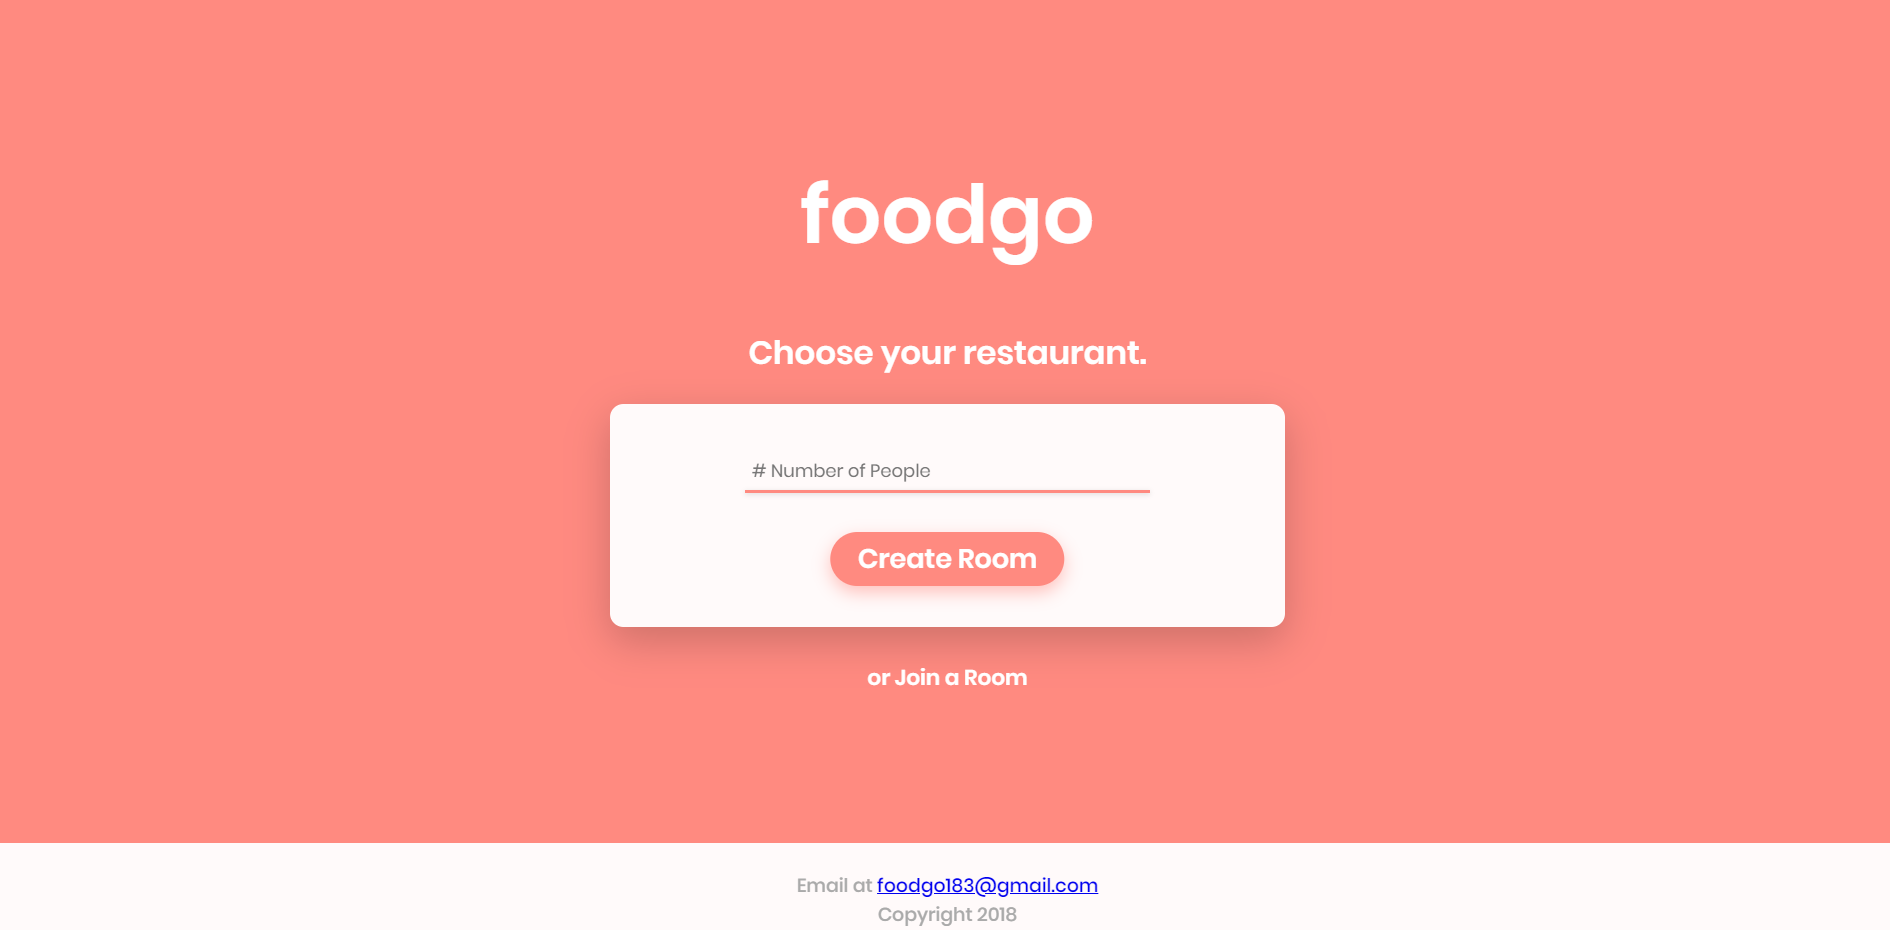 foodgo
Choose your restaurant.
# Number of People
Create Room
or Join a Room
Email at foodgo183@gmail.com
Copyright 2018